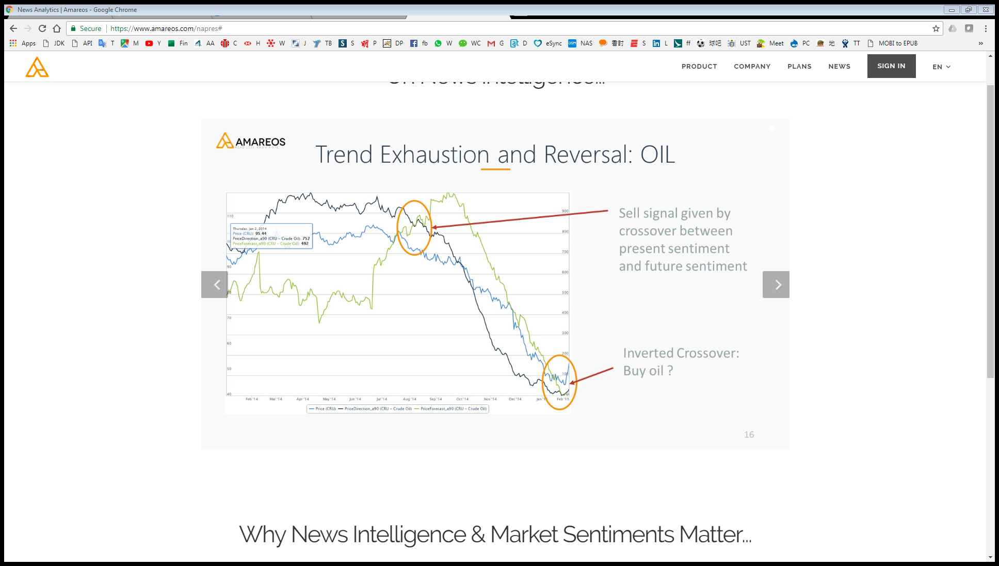 News Analytics | Amareos - Google Chrome
Secure https://www.amareos.com/napres#
Apps JDK API T M Y Fin AA C H W J TB S P DP fb W WC G D eSync NAS S L ff 球吧 UST Meet PC 地 TT MOBI to EPUB »
PRODUCT COMPANY PLANS NEWS SIGN IN EN
News Intelligence...
AMAREOS
Trend Exhaustion and Reversal: OIL
Thursday, Jan 2, 2014
Price (CRU): 95.44
PriceDirection_a90 (CRU - Crude Oil): 752
PriceForecast_a90 (CRU - Crude Oil): 492
110
90
70
60
50
40
900
800
700
600
500
400
300
200
100
Feb '14 Mar '14 Apr '14 May '14 Jun '14 Jul '14 Aug '14 Sep '14 Oct '14 Nov '14 Dec '14 Feb '15
Price (CRU) PriceDirection_a90 (CRU - Crude Oil) PriceForecast_a90 (CRU - Crude Oil)
Sell signal given by
crossover between
present sentiment
and future sentiment
Inverted Crossover:
Buy oil ?
16
Why News Intelligence & Market Sentiments Matter...